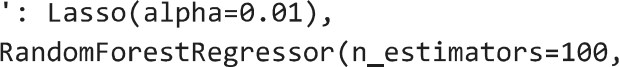 ': Lasso(alpha=0.01),
RandomForestRegressor(n_estimators=100,